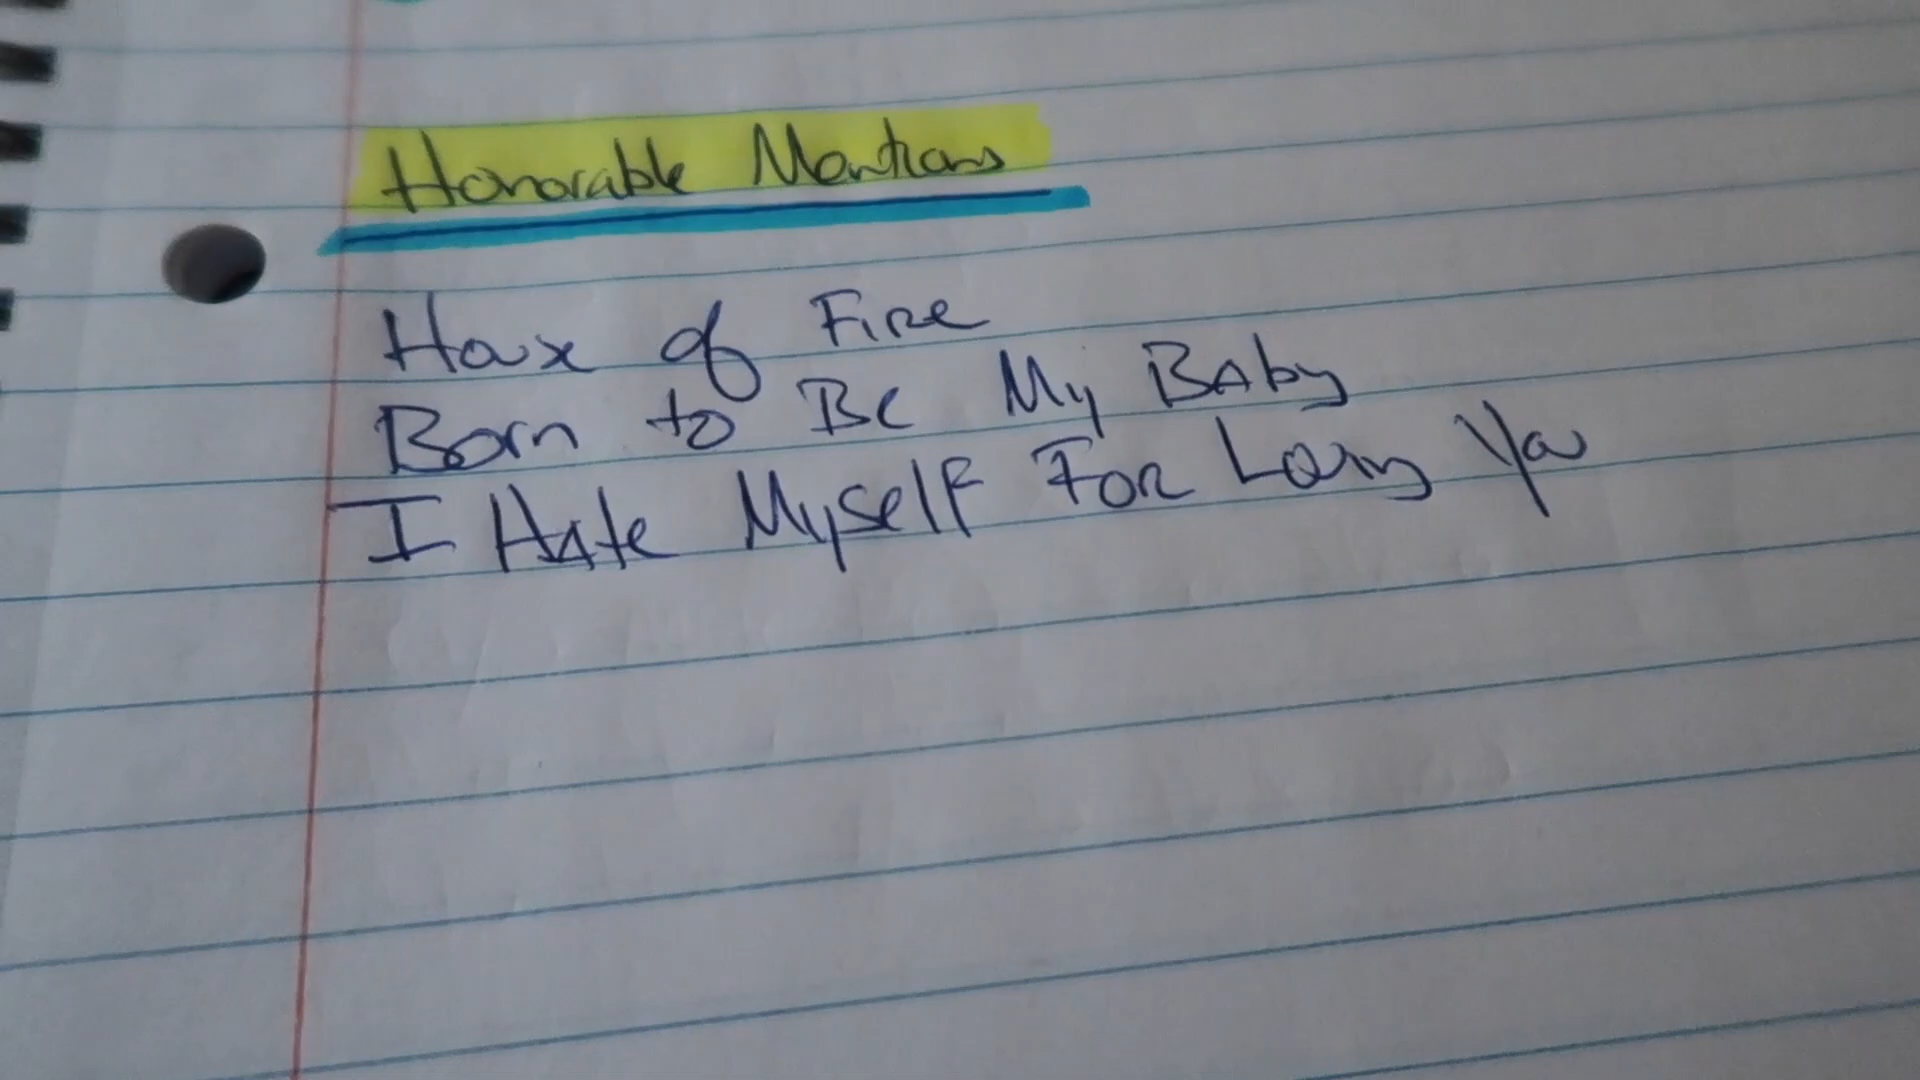 Honorable Mentions
House of Fire
Born to Be My Baby
I Hate Myself For Loving You